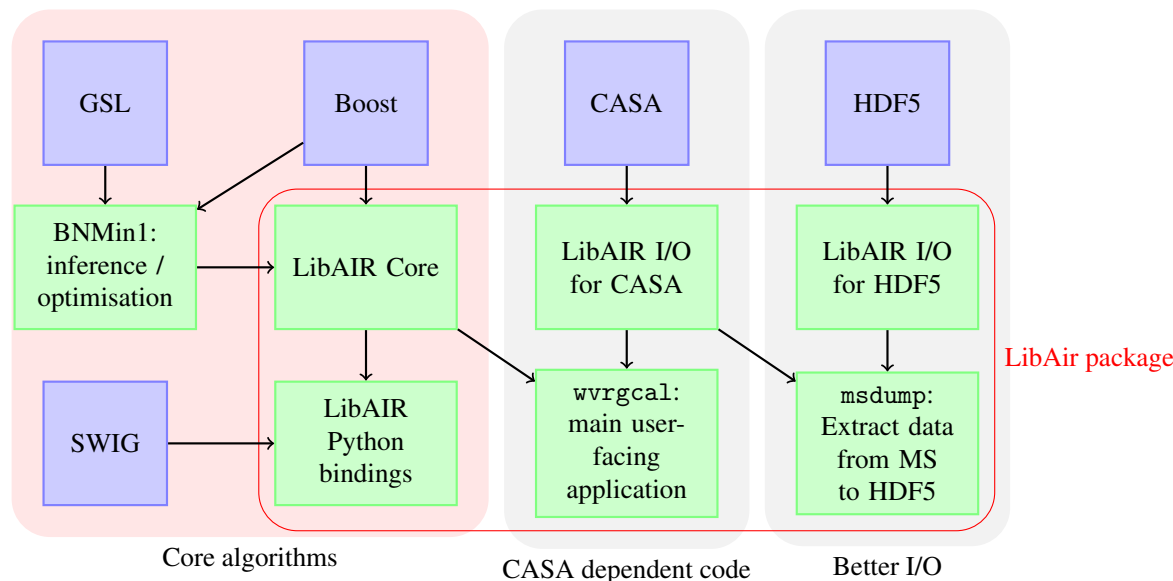 GSL
Boost
CASA
HDF5
BNMin1:
inference /
optimisation
LibAIR Core
LibAIR I/O
for CASA
LibAIR I/O
for HDF5
LibAir package
SWIG
LibAIR
Python
bindings
wvrgcal:
main user-
facing
application
msdump:
Extract data
from MS
to HDF5
Core algorithms
CASA dependent code
Better I/O